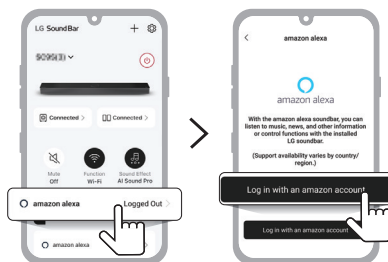 LG Sound Bar
Connected >
Connected >
Mute
Off
Function
Wi-Fi
Sound Effect
AI Sound Pro
amazon alexa
Logged Out >
amazon alexa
amazon alexa
amazon alexa
With the amazon alexa soundbar, you can
listen to music, news, and other information
or control functions with the installed
LG soundbar.
(Support availability varies by country/
region.)
Log in with an amazon account
Log in with an amazon account